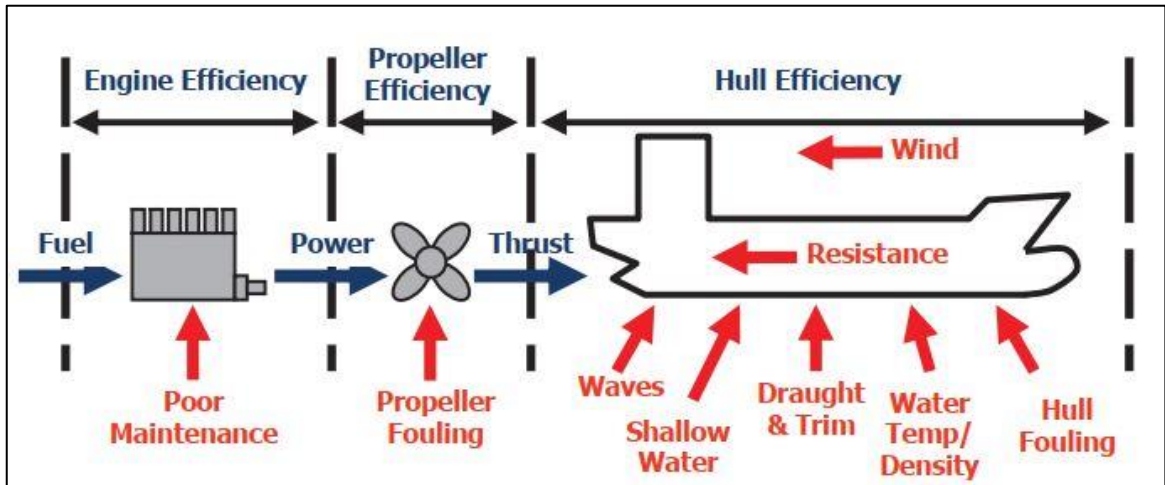 Engine Efficiency
Propeller
Efficiency
Hull Efficiency
Wind
Fuel
Power
Thrust
Resistance
Poor
Maintenance
Propeller
Fouling
Waves
Shallow
Water
Draught
& Trim
Water
Temp/
Density
Hull
Fouling